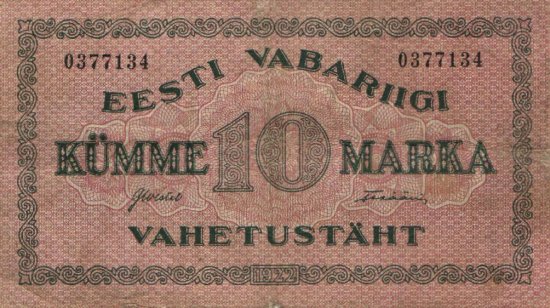 0377134 0377134
EESTI VABARIIGI
KÜMME 10 MARKA
VAHETUSTÄHT
1922